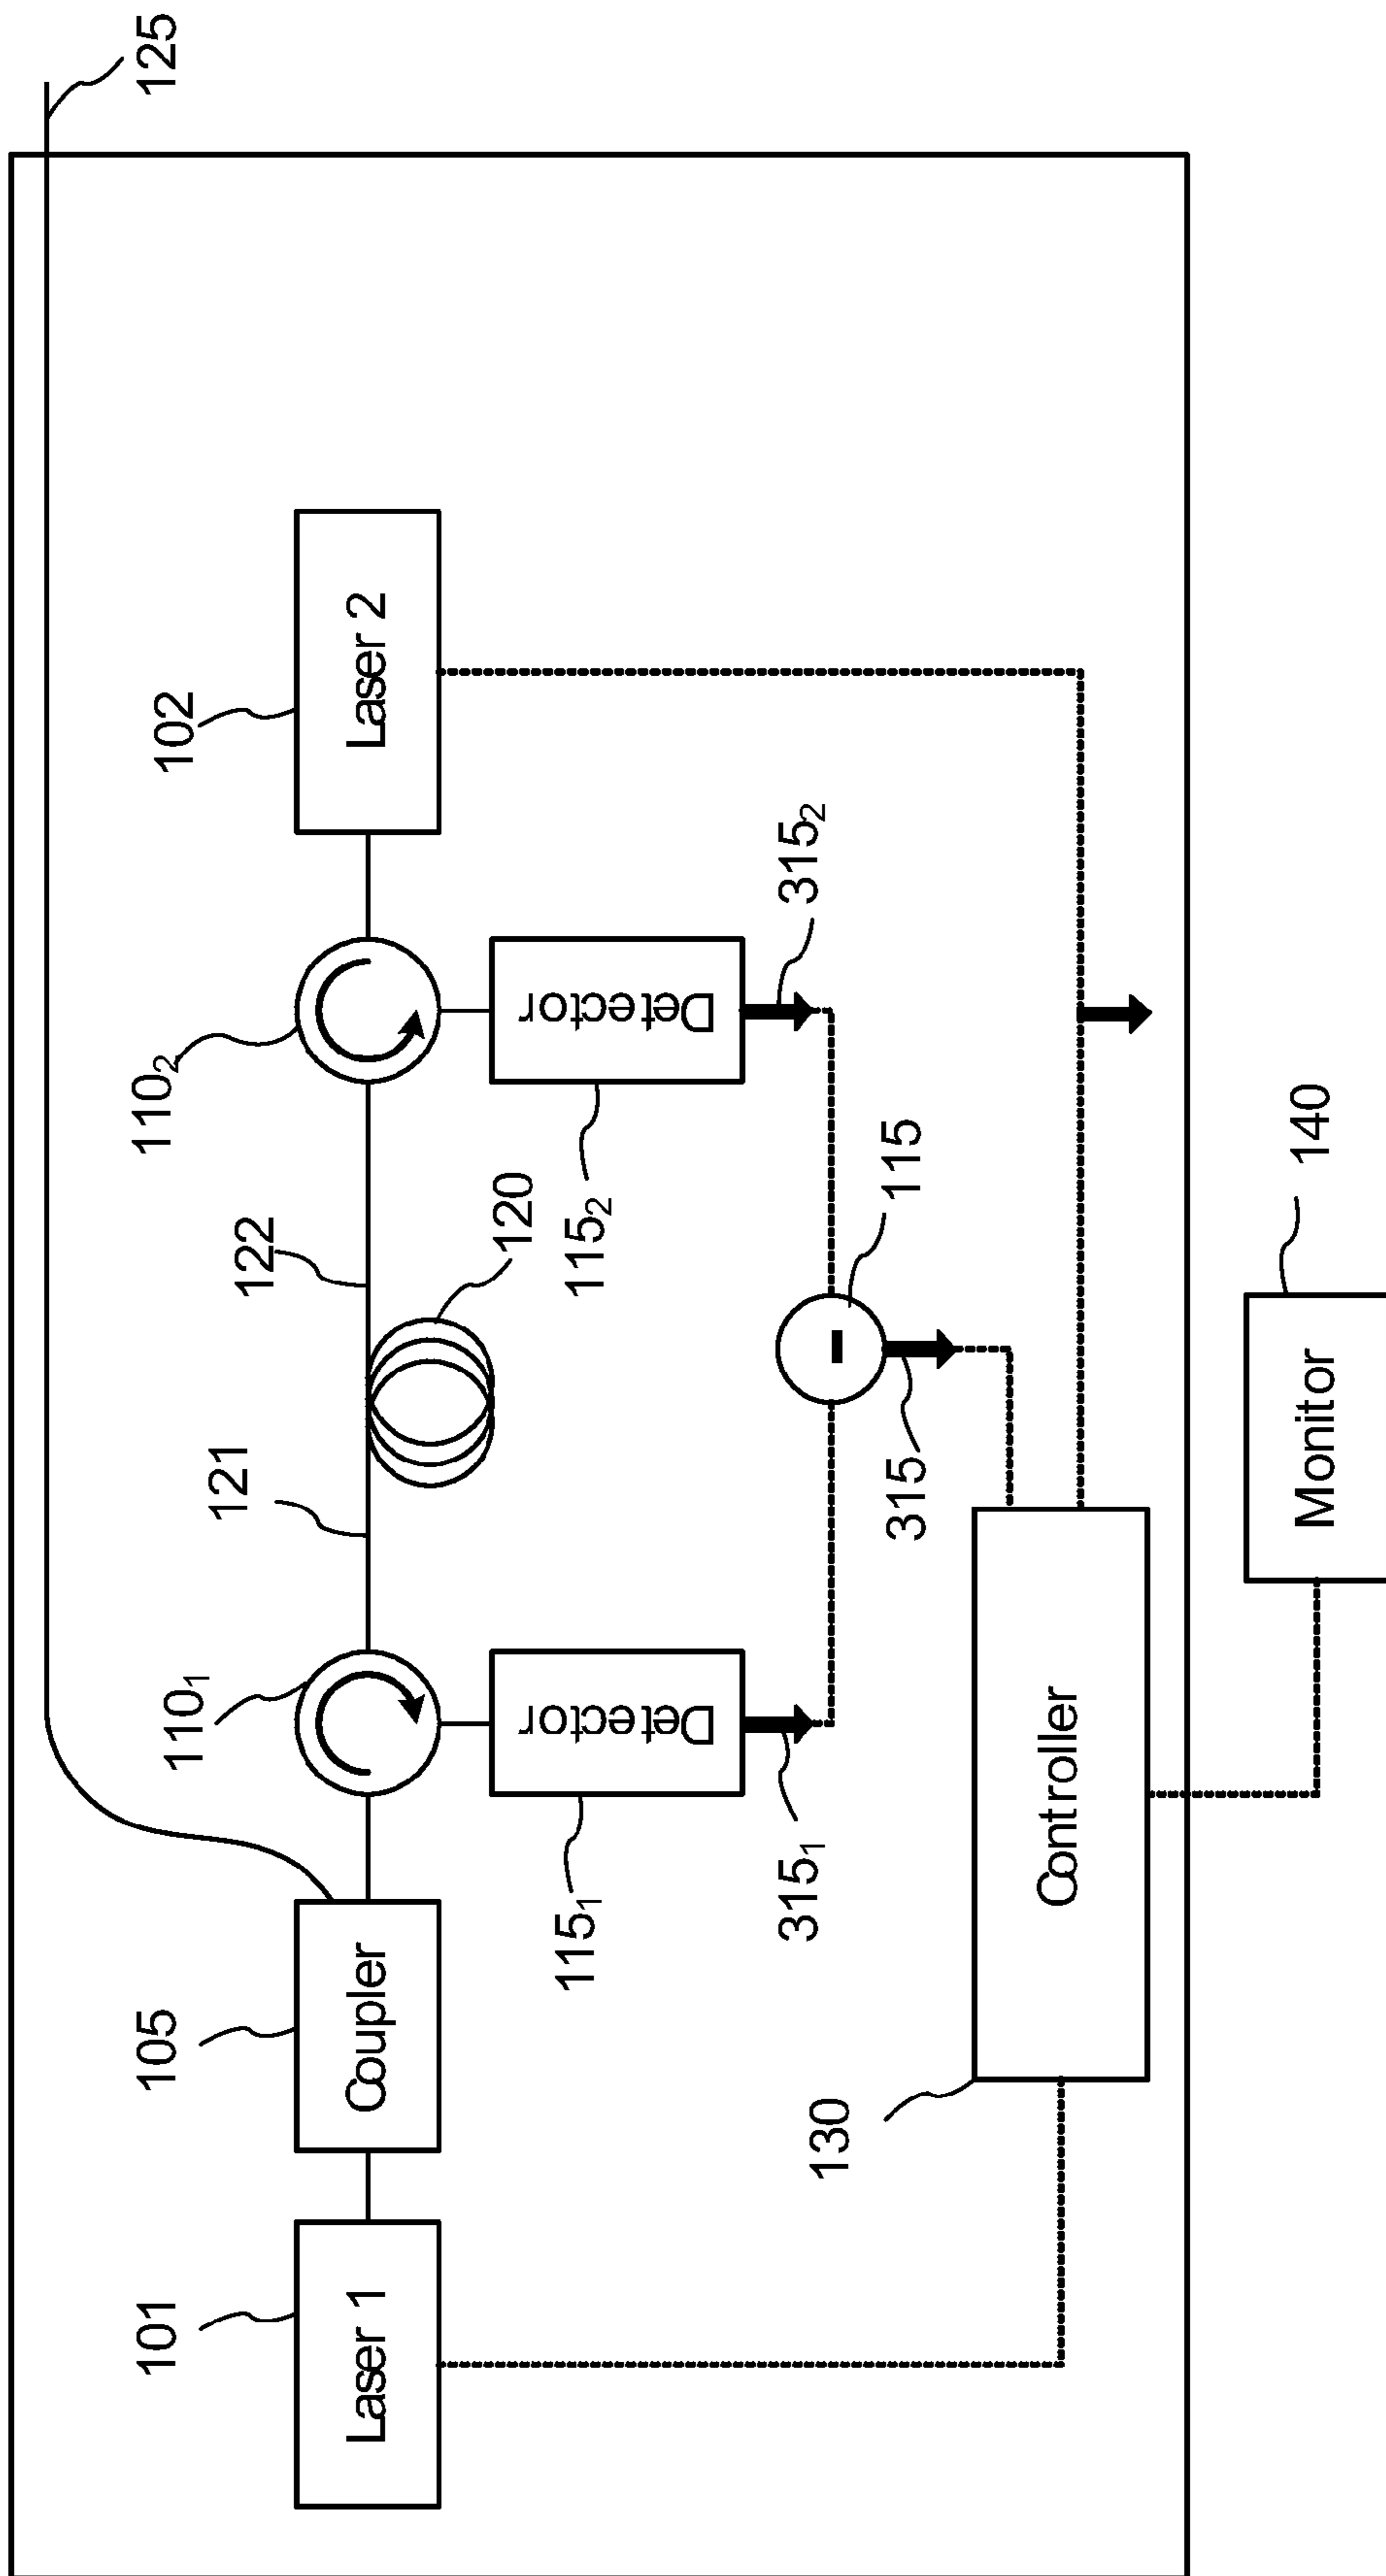 125
102
Laser 2
110₂
Detector
315₂
115₂
122
120
115
140
Monitor
121
315
110₁
Detector
315₁
115₁
105
Coupler
Controller
130
101
Laser 1